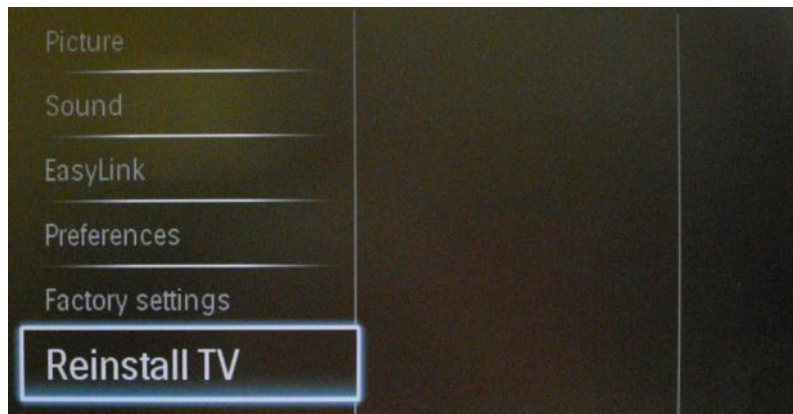 Picture
Sound
EasyLink
Preferences
Factory settings
Reinstall TV